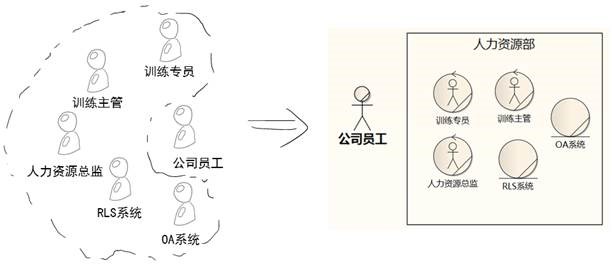 训练专员
训练主管
公司员工
人力资源总监
RLS系统
OA系统
人力资源部
训练专员
训练主管
OA系统
公司员工
人力资源总监
RLS系统